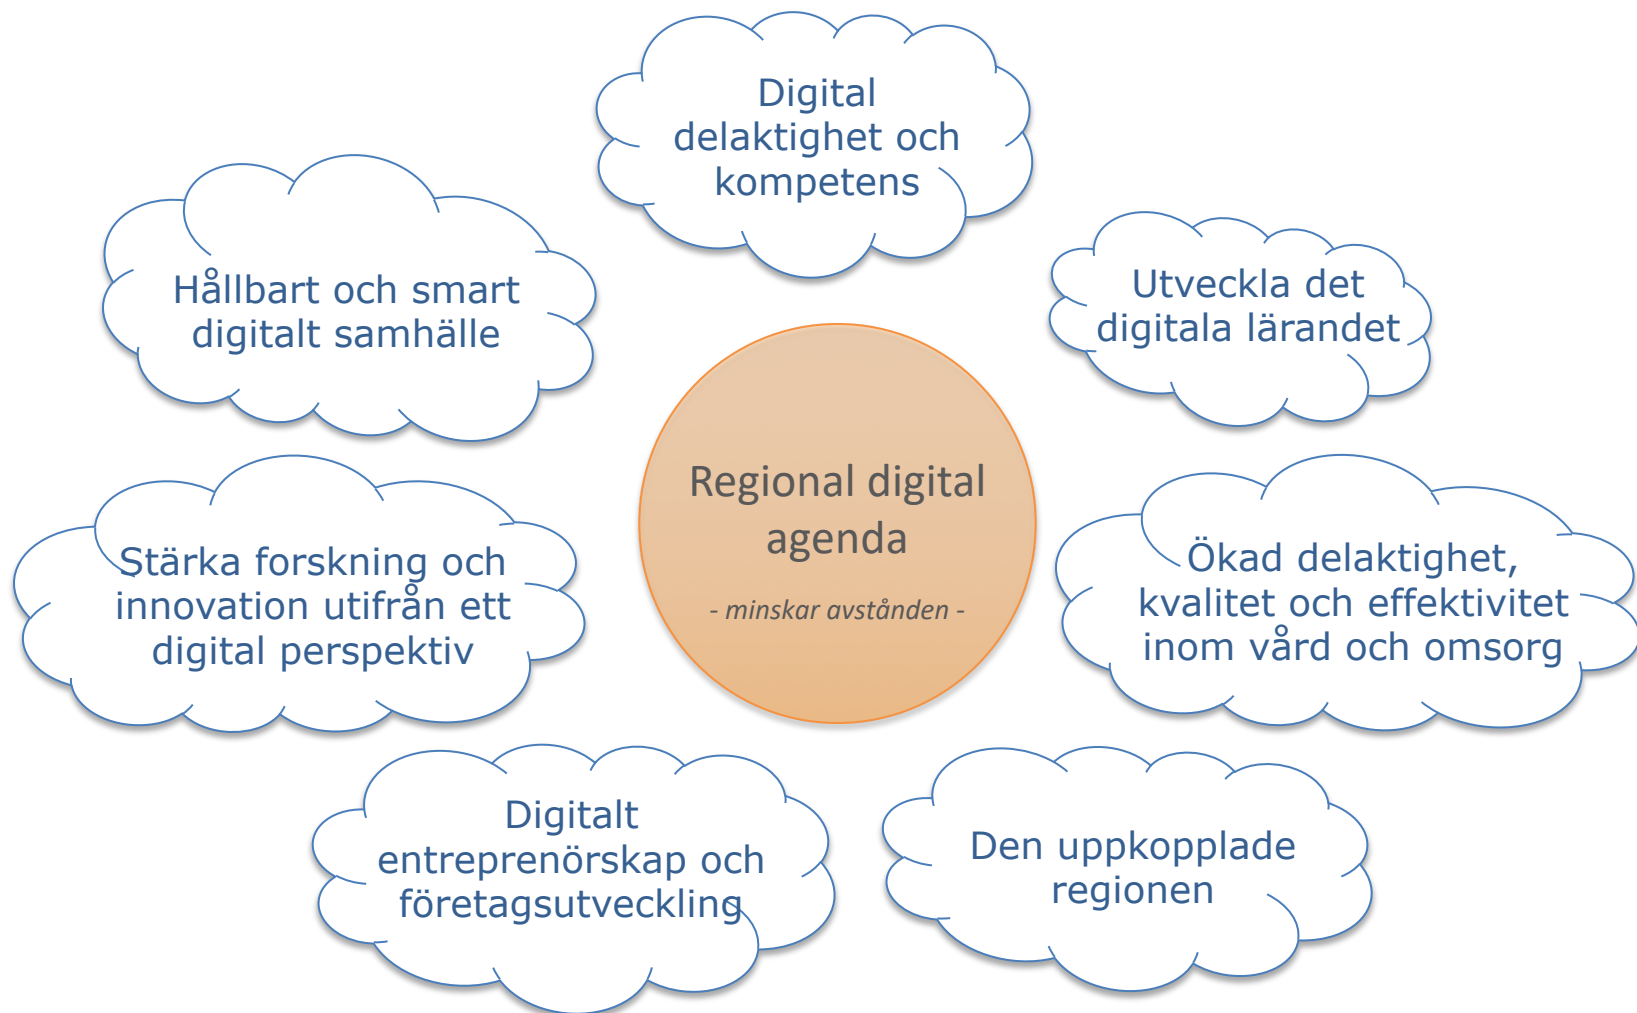 Digital
delaktighet och
kompetens
Hållbart och smart
digitalt samhälle
Utveckla det
digitala lärandet
Regional digital
agenda
- minskar avstånden -
Stärka forskning och
innovation utifrån ett
digital perspektiv
Ökad delaktighet,
kvalitet och effektivitet
inom vård och omsorg
Digitalt
entreprenörskap och
företagsutveckling
Den uppkopplade
regionen